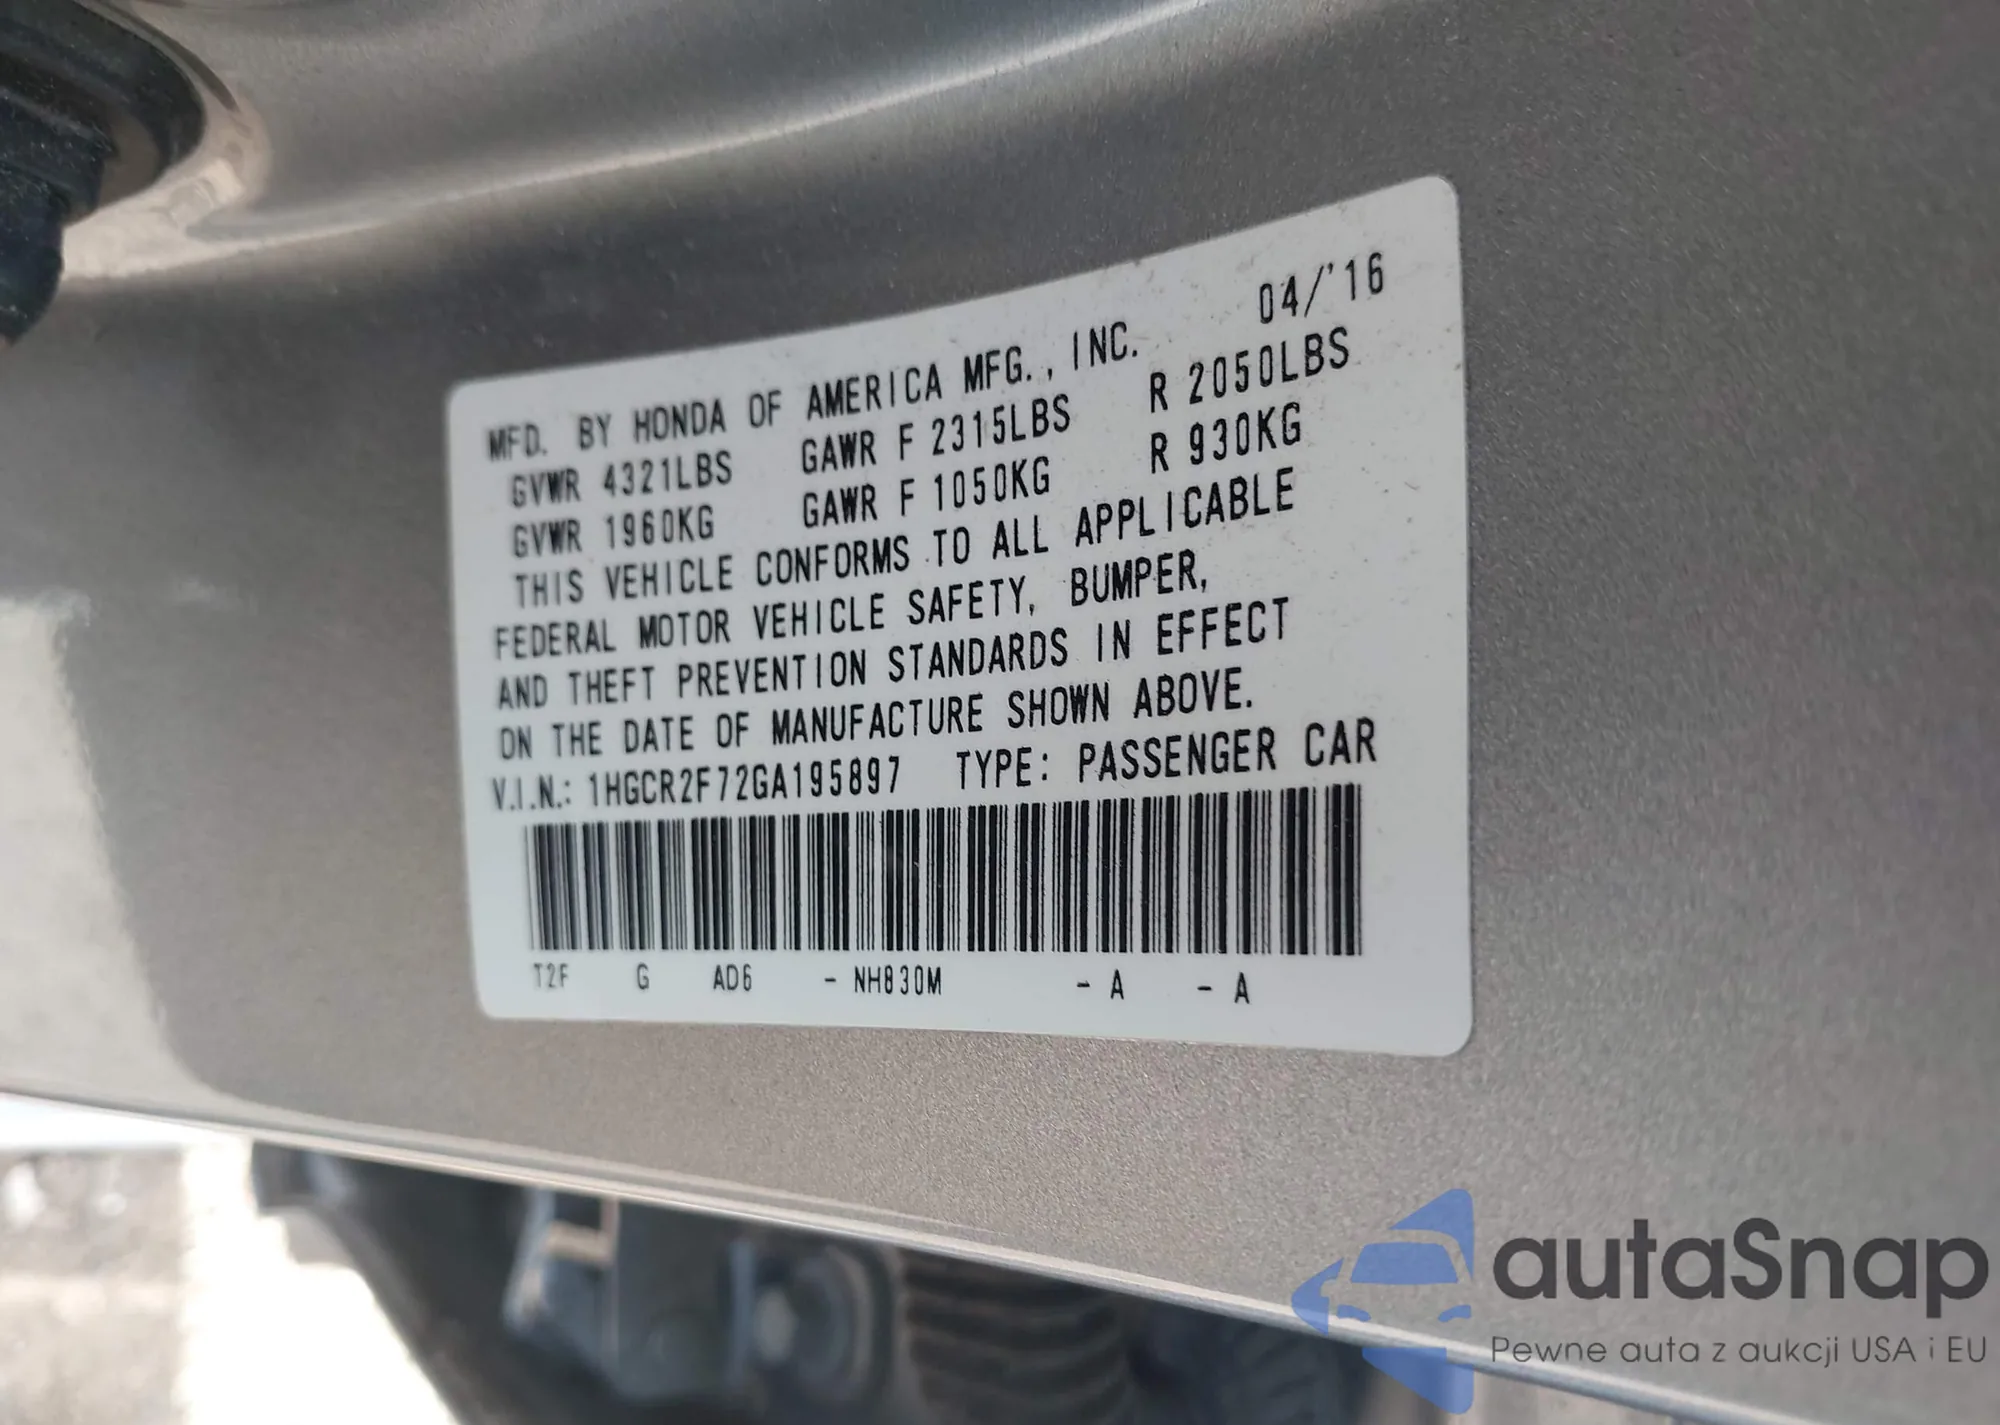 MFD. BY HONDA OF AMERICA MFG., INC. 04/'16
GVWR 4321LBS GAWR F 2315LBS R 2050LBS
GVWR 1960KG GAWR F 1050KG R 930KG
THIS VEHICLE CONFORMS TO ALL APPLICABLE
FEDERAL MOTOR VEHICLE SAFETY, BUMPER,
AND THEFT PREVENTION STANDARDS IN EFFECT
ON THE DATE OF MANUFACTURE SHOWN ABOVE.
V.I.N.: 1HGCR2F72GA195897 TYPE: PASSENGER CAR
T2F G AD6 - NH830M - A - A
autaSnap
Pewne auta z aukcji USA i EU